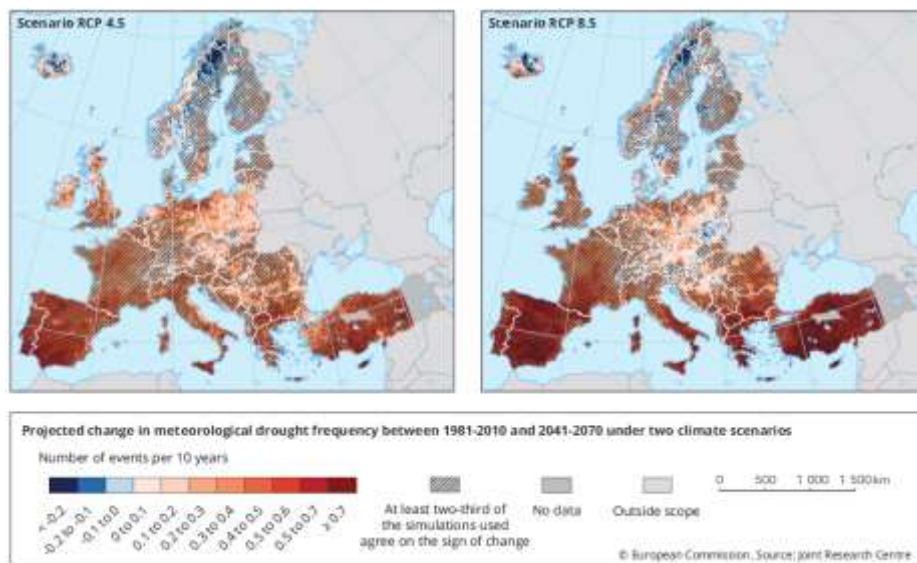 Scenario RCP 4.5
Scenario RCP 8.5
Projected change in meteorological drought frequency between 1981-2010 and 2041-2070 under two climate scenarios
Number of events per 10 years
< -0.2
-0.2 to -0.1
-0.1 to 0
0 to 0.1
0.1 to 0.2
0.2 to 0.3
0.3 to 0.4
0.4 to 0.5
0.5 to 0.6
0.5 to 0.7
≥ 0.7
At least two-third of
the simulations used
agree on the sign of change
No data
Outside scope
0 500 1 000 1 500 km
© European Commission, Source: Joint Research Centre